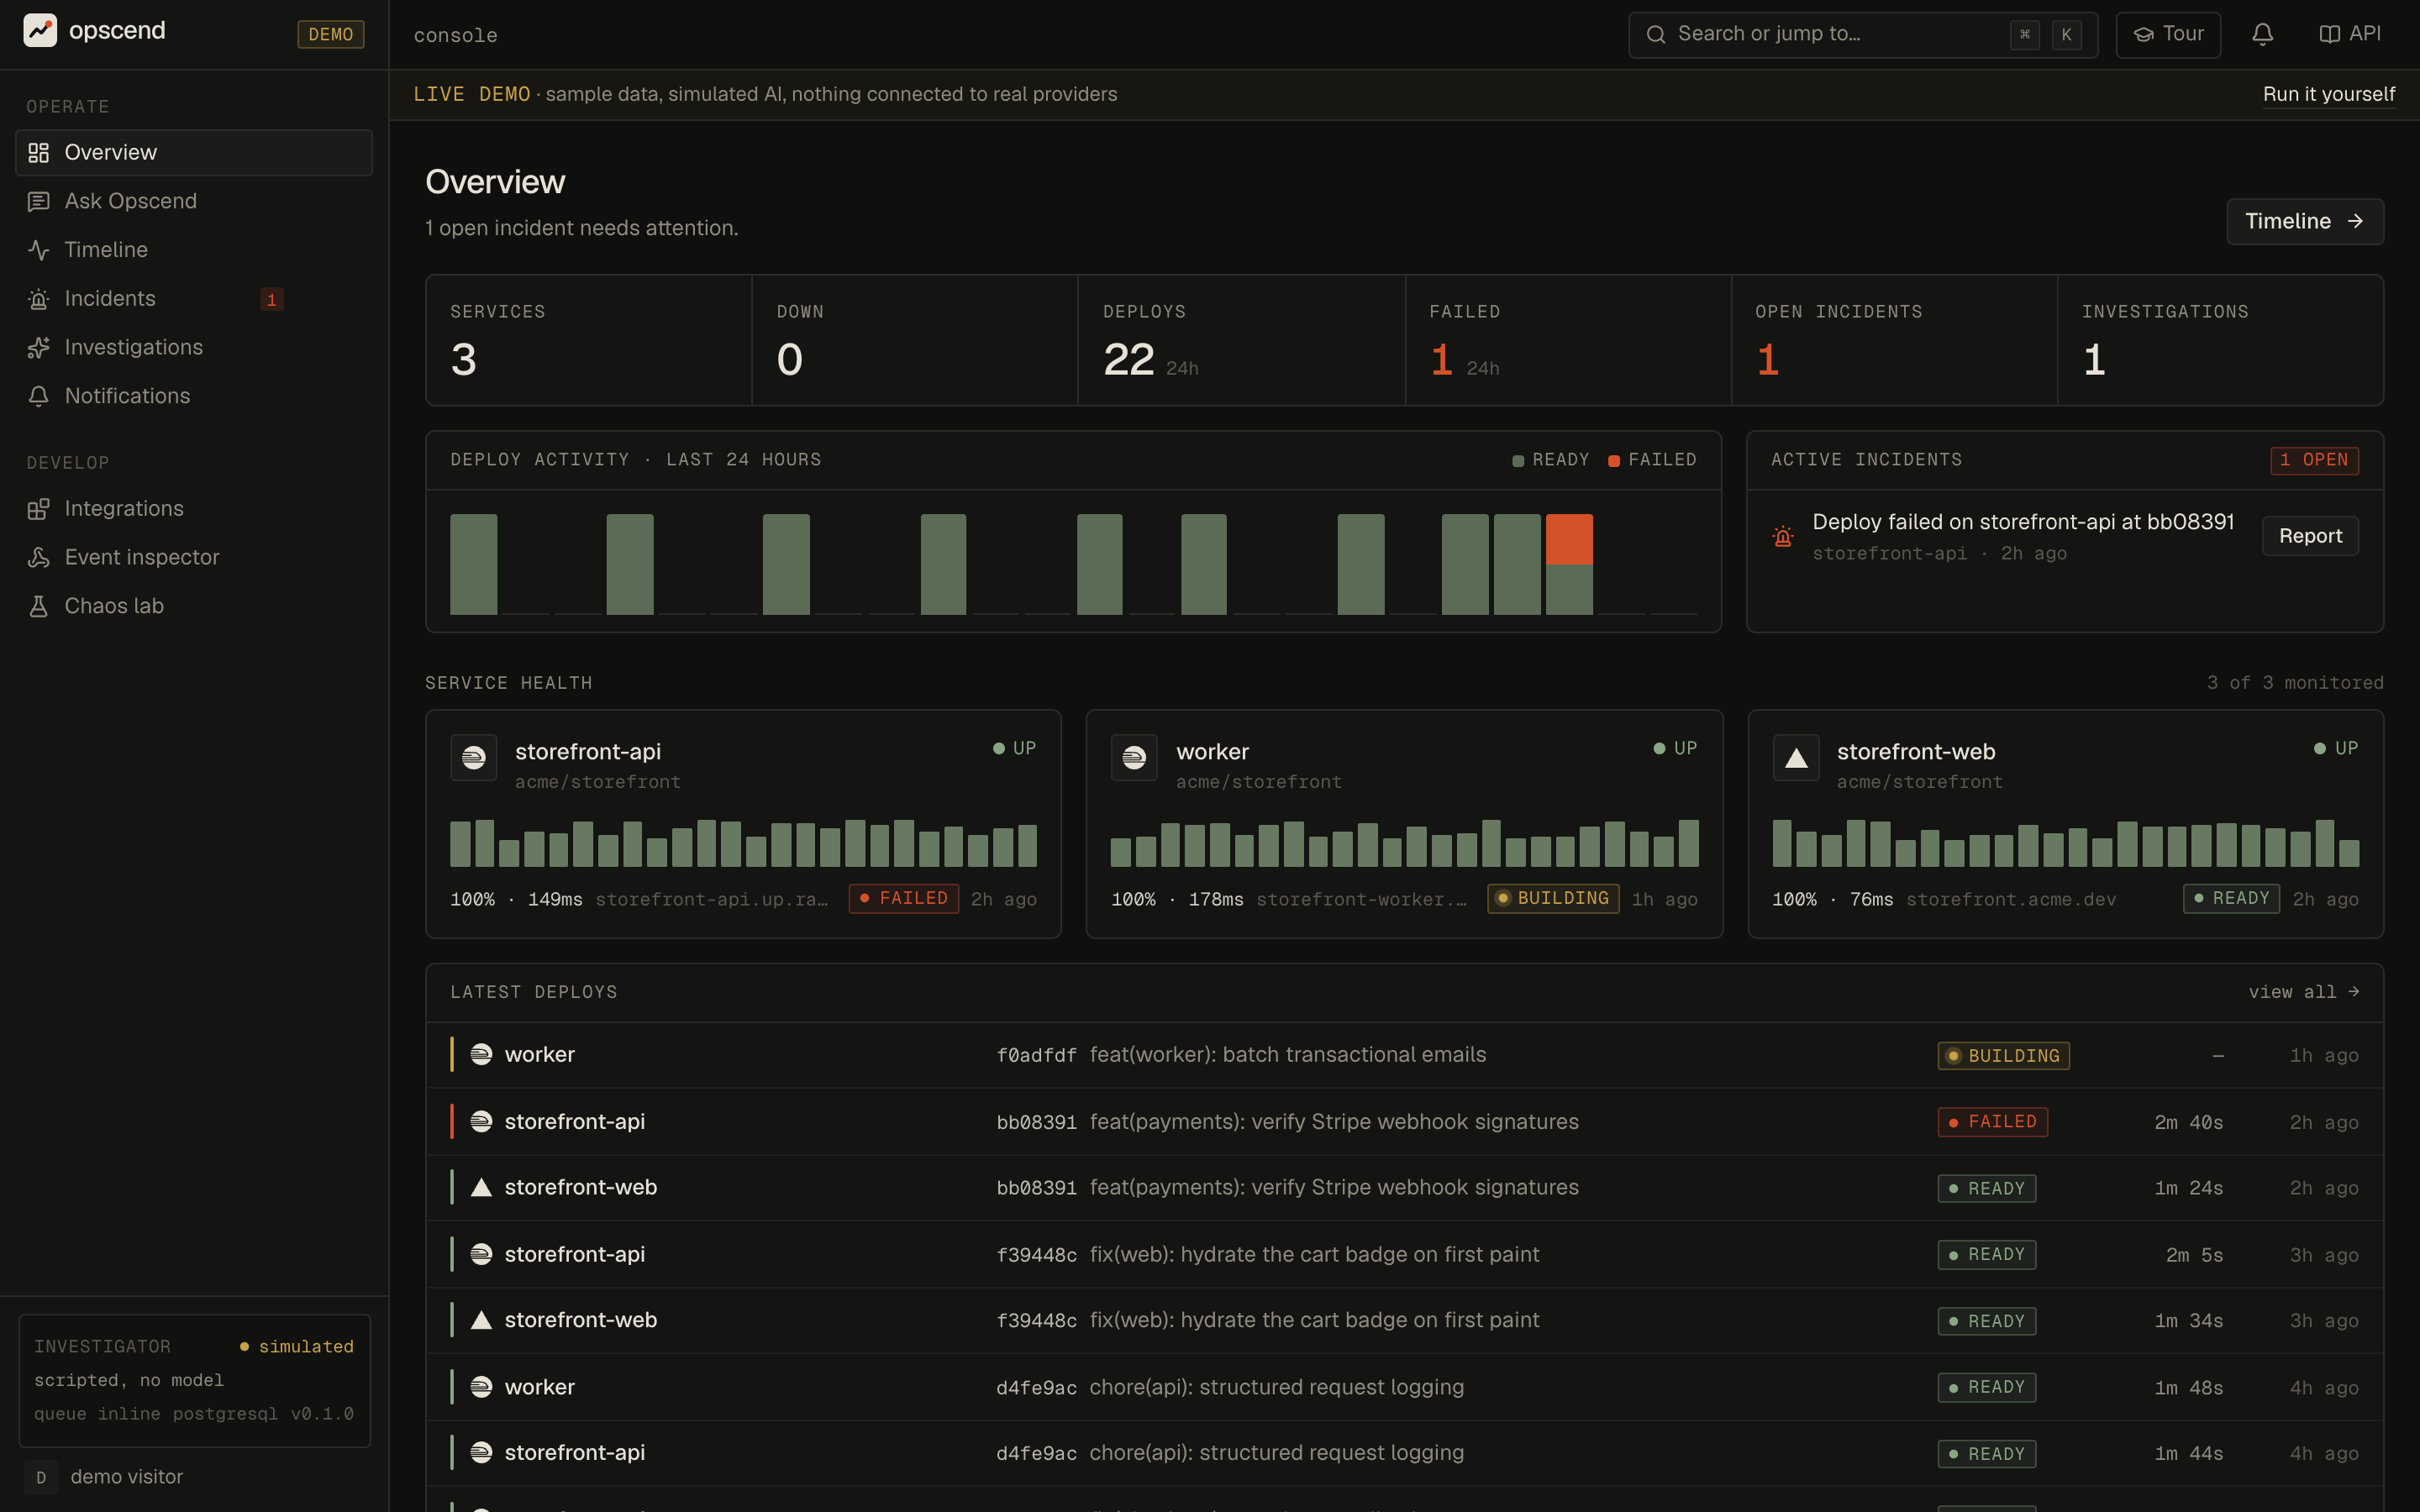 opscend
DEMO
console
Search or jump to…
⌘ K
Tour
API
LIVE DEMO · sample data, simulated AI, nothing connected to real providers
Run it yourself
OPERATE
Overview
Ask Opscend
Timeline
Incidents 1
Investigations
Notifications
DEVELOP
Integrations
Event inspector
Chaos lab
INVESTIGATOR simulated
scripted, no model
queue inline postgresql v0.1.0
D demo visitor
Overview
1 open incident needs attention.
Timeline →
SERVICES
3
DOWN
0
DEPLOYS
22 24h
FAILED
1 24h
OPEN INCIDENTS
1
INVESTIGATIONS
1
DEPLOY ACTIVITY · LAST 24 HOURS
READY FAILED
ACTIVE INCIDENTS
1 OPEN
Deploy failed on storefront-api at bb08391
storefront-api · 2h ago
Report
SERVICE HEALTH
3 of 3 monitored
storefront-api
UP
acme/storefront
100% · 149ms storefront-api.up.ra… FAILED 2h ago
worker
UP
acme/storefront
100% · 178ms storefront-worker.… BUILDING 1h ago
storefront-web
UP
acme/storefront
100% · 76ms storefront.acme.dev READY 2h ago
LATEST DEPLOYS
view all →
worker f0adfdf feat(worker): batch transactional emails BUILDING — 1h ago
storefront-api bb08391 feat(payments): verify Stripe webhook signatures FAILED 2m 40s 2h ago
storefront-web bb08391 feat(payments): verify Stripe webhook signatures READY 1m 24s 2h ago
storefront-api f39448c fix(web): hydrate the cart badge on first paint READY 2m 5s 3h ago
storefront-web f39448c fix(web): hydrate the cart badge on first paint READY 1m 34s 3h ago
worker d4fe9ac chore(api): structured request logging READY 1m 48s 4h ago
storefront-api d4fe9ac chore(api): structured request logging READY 1m 44s 4h ago